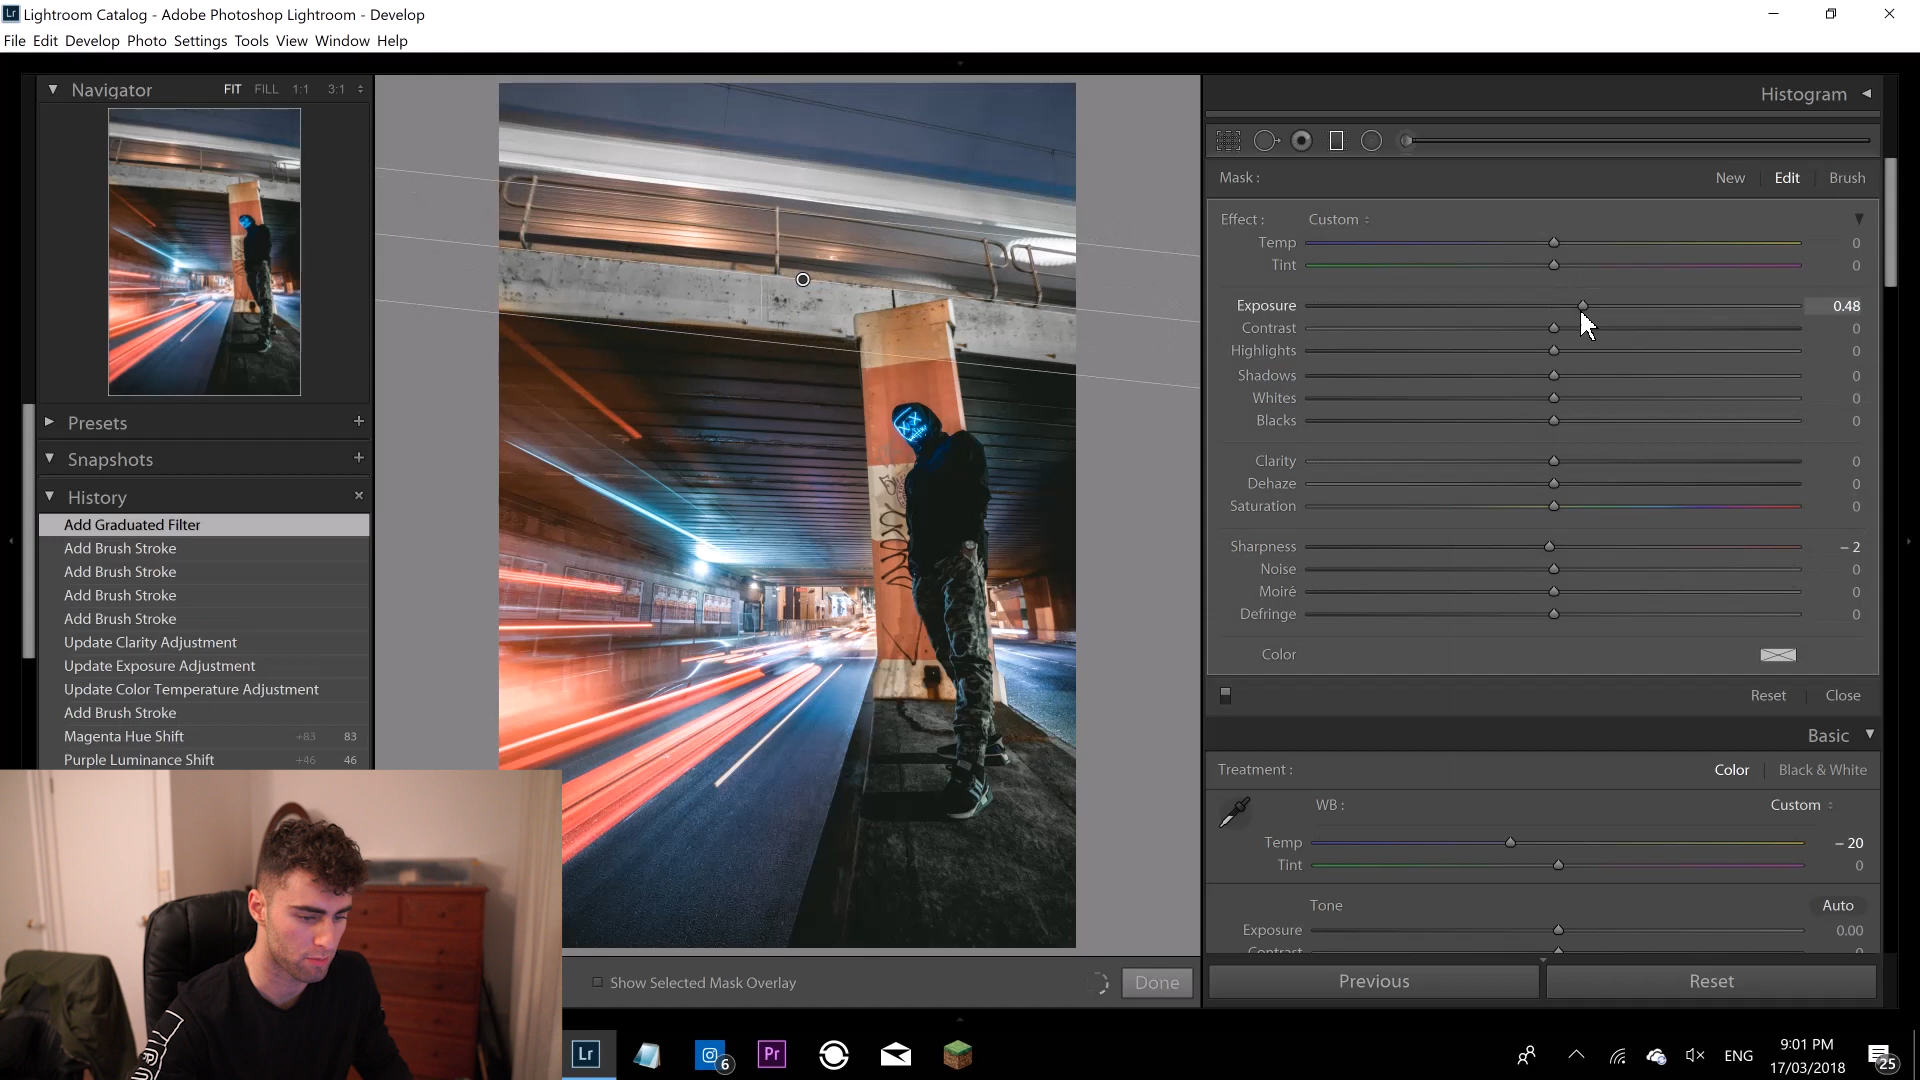 Lr Lightroom Catalog - Adobe Photoshop Lightroom - Develop
File Edit Develop Photo Settings Tools View Window Help
Navigator FIT FILL 1:1 3:1
Presets +
Snapshots +
History ×
Add Graduated Filter
Add Brush Stroke
Add Brush Stroke
Add Brush Stroke
Add Brush Stroke
Update Clarity Adjustment
Update Exposure Adjustment
Update Color Temperature Adjustment
Add Brush Stroke
Magenta Hue Shift +83 83
Purple Luminance Shift +46 46
Show Selected Mask Overlay Done
Histogram
Mask : New Edit Brush
Effect : Custom
Temp 0
Tint 0
Exposure 0.48
Contrast 0
Highlights 0
Shadows 0
Whites 0
Blacks 0
Clarity 0
Dehaze 0
Saturation 0
Sharpness – 2
Noise 0
Moiré 0
Defringe 0
Color
Reset Close
Basic
Treatment : Color Black & White
WB : Custom
Temp – 20
Tint 0
Tone Auto
Exposure 0.00
Contrast 0
Previous Reset
Lr 6 Pr ENG 9:01 PM
17/03/2018 25